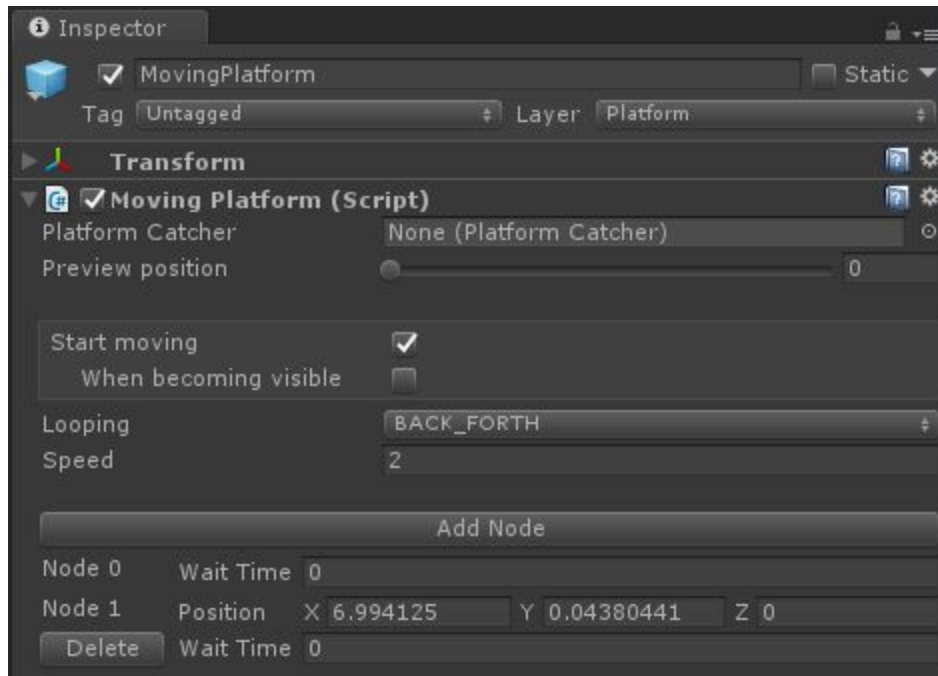 Inspector
MovingPlatform Static
Tag Untagged Layer Platform
Transform
Moving Platform (Script)
Platform Catcher None (Platform Catcher)
Preview position 0
Start moving
When becoming visible
Looping BACK_FORTH
Speed 2
Add Node
Node 0 Wait Time 0
Node 1 Position X 6.994125 Y 0.04380441 Z 0
Delete Wait Time 0